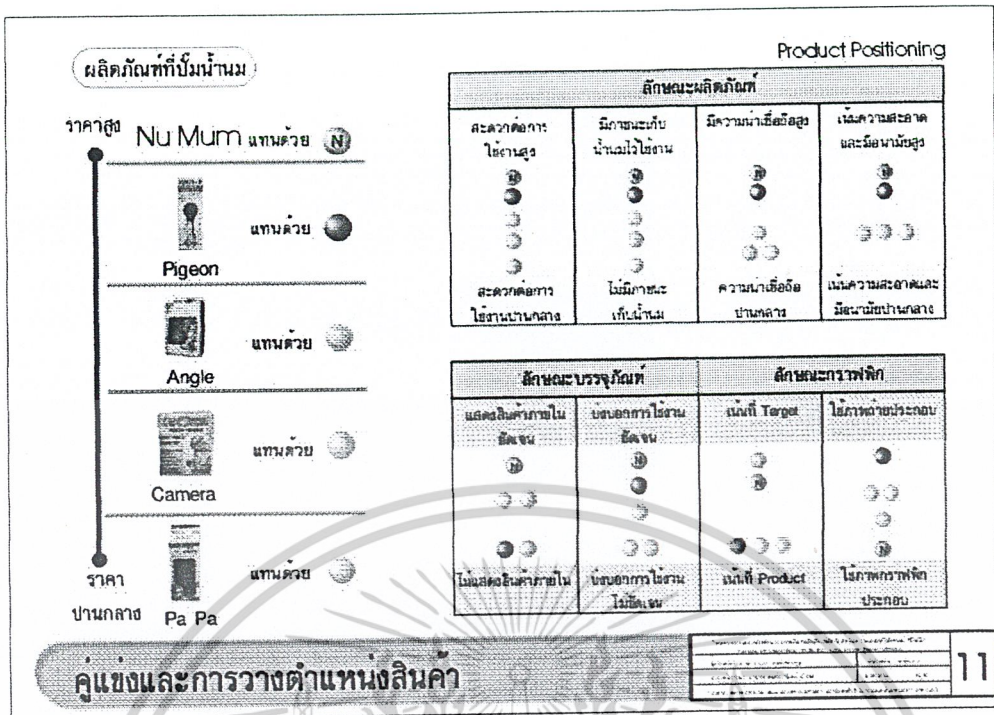 Product Positioning
ผลิตภัณฑ์ที่ปั๊มน้ำนม
ราคาสูง
Nu Mum แทนด้วย N
แทนด้วย
Pigeon
แทนด้วย
Angle
แทนด้วย
Camera
แทนด้วย
Pa Pa
ราคา
ปานกลาง
ลักษณะผลิตภัณฑ์
สะดวกต่อการ
ใช้งานสูง
มีภาชนะเก็บ
น้ำนมไว้ใช้งาน
มีความน่าเชื่อถือสูง
เน้นความสะอาด
และมีอนามัยสูง
N
N
N
N
สะดวกต่อการ
ใช้งานปานกลาง
ไม่มีภาชนะ
เก็บน้ำนม
ความน่าเชื่อถือ
ปานกลาง
เน้นความสะอาดและ
มีอนามัยปานกลาง
ลักษณะบรรจุภัณฑ์
ลักษณะกราฟฟิก
แสดงสินค้าภายใน
ชัดเจน
บ่งบอกการใช้งาน
ชัดเจน
เน้นที่ Target
ใช้ภาพถ่ายประกอบ
N
N
N
N
ไม่แสดงสินค้าภายใน
บ่งบอกการใช้งาน
ไม่ชัดเจน
เน้นที่ Product
ใช้ภาพกราฟฟิก
ประกอบ
คู่แข่งและการวางตำแหน่งสินค้า
11